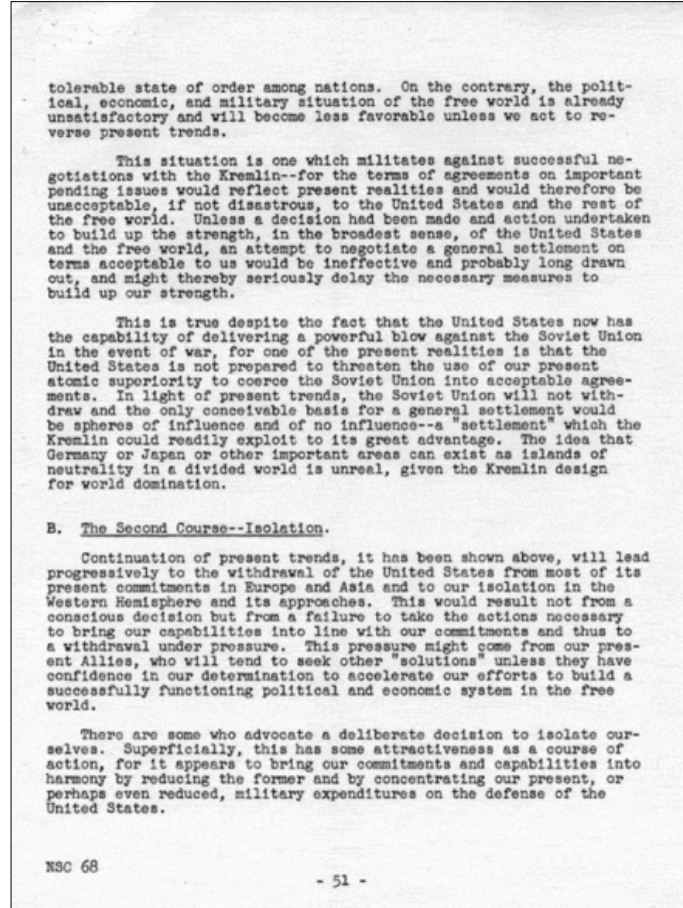 tolerable state of order among nations. On the contrary, the polit-
ical, economic, and military situation of the free world is already
unsatisfactory and will become less favorable unless we act to re-
verse present trends.
This situation is one which militates against successful ne-
gotiations with the Kremlin--for the terms of agreements on important
pending issues would reflect present realities and would therefore be
unacceptable, if not disastrous, to the United States and the rest of
the free world. Unless a decision had been made and action undertaken
to build up the strength, in the broadest sense, of the United States
and the free world, an attempt to negotiate a general settlement on
terms acceptable to us would be ineffective and probably long drawn
out, and might thereby seriously delay the necessary measures to
build up our strength.
This is true despite the fact that the United States now has
the capability of delivering a powerful blow against the Soviet Union
in the event of war, for one of the present realities is that the
United States is not prepared to threaten the use of our present
atomic superiority to coerce the Soviet Union into acceptable agree-
ments. In light of present trends, the Soviet Union will not with-
draw and the only conceivable basis for a general settlement would
be spheres of influence and of no influence--a "settlement" which the
Kremlin could readily exploit to its great advantage. The idea that
Germany or Japan or other important areas can exist as islands of
neutrality in a divided world is unreal, given the Kremlin design
for world domination.
B. The Second Course--Isolation.
Continuation of present trends, it has been shown above, will lead
progressively to the withdrawal of the United States from most of its
present commitments in Europe and Asia and to our isolation in the
Western Hemisphere and its approaches. This would result not from a
conscious decision but from a failure to take the actions necessary
to bring our capabilities into line with our commitments and thus to
a withdrawal under pressure. This pressure might come from our pres-
ent Allies, who will tend to seek other "solutions" unless they have
confidence in our determination to accelerate our efforts to build a
successfully functioning political and economic system in the free
world.
There are some who advocate a deliberate decision to isolate our-
selves. Superficially, this has some attractiveness as a course of
action, for it appears to bring our commitments and capabilities into
harmony by reducing the former and by concentrating our present, or
perhaps even reduced, military expenditures on the defense of the
United States.
NSC 68
- 51 -